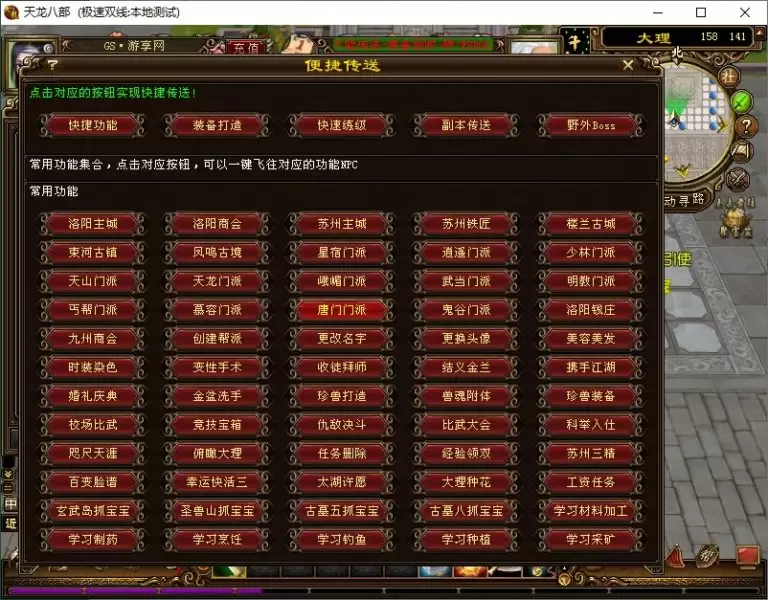 天龙八部 (极速双线:本地测试)
GS·游享网
充值
大理 158 141
北
便捷传送
点击对应的按钮实现快捷传送！
快捷功能 装备打造 快速练级 副本传送 野外Boss
常用功能集合，点击对应按钮，可以一键飞往对应的功能NPC
常用功能
洛阳主城 洛阳商会 苏州主城 苏州铁匠 楼兰古城
束河古镇 凤鸣古境 星宿门派 逍遥门派 少林门派
天山门派 天龙门派 峨嵋门派 武当门派 明教门派
丐帮门派 慕容门派 唐门门派 鬼谷门派 洛阳钱庄
九州商会 创建帮派 更改名字 更换头像 美容美发
时装染色 变性手术 收徒拜师 结义金兰 携手江湖
婚礼庆典 金盆洗手 珍兽打造 兽魂附体 珍兽装备
校场比武 竞技宝箱 仇敌决斗 比武大会 科举入仕
咫尺天涯 俯瞰大理 任务删除 经验领双 苏州三精
百变脸谱 幸运快活三 太湖许愿 大理种花 工资任务
玄武岛抓宝宝 圣兽山抓宝宝 古墓五抓宝宝 古墓八抓宝宝 学习材料加工
学习制药 学习烹饪 学习钓鱼 学习种植 学习采矿
社
动寻路
引使
中
近